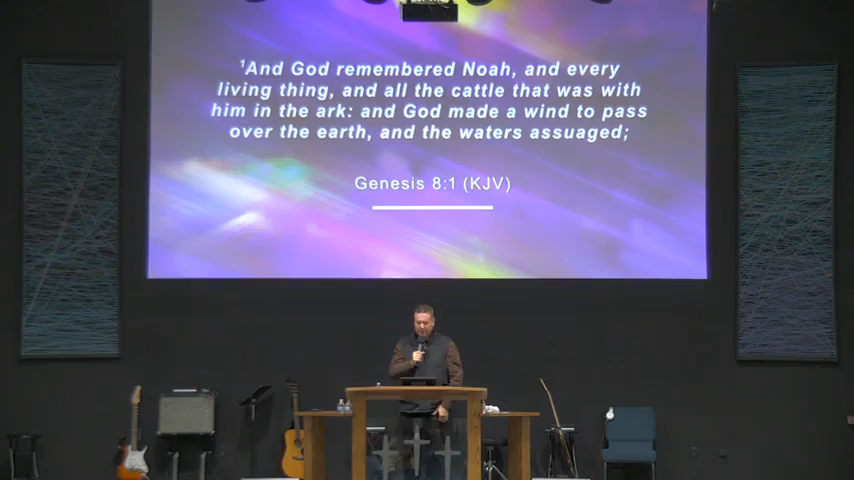 ¹And God remembered Noah, and every
living thing, and all the cattle that was with
him in the ark: and God made a wind to pass
over the earth, and the waters assuaged;
Genesis 8:1 (KJV)